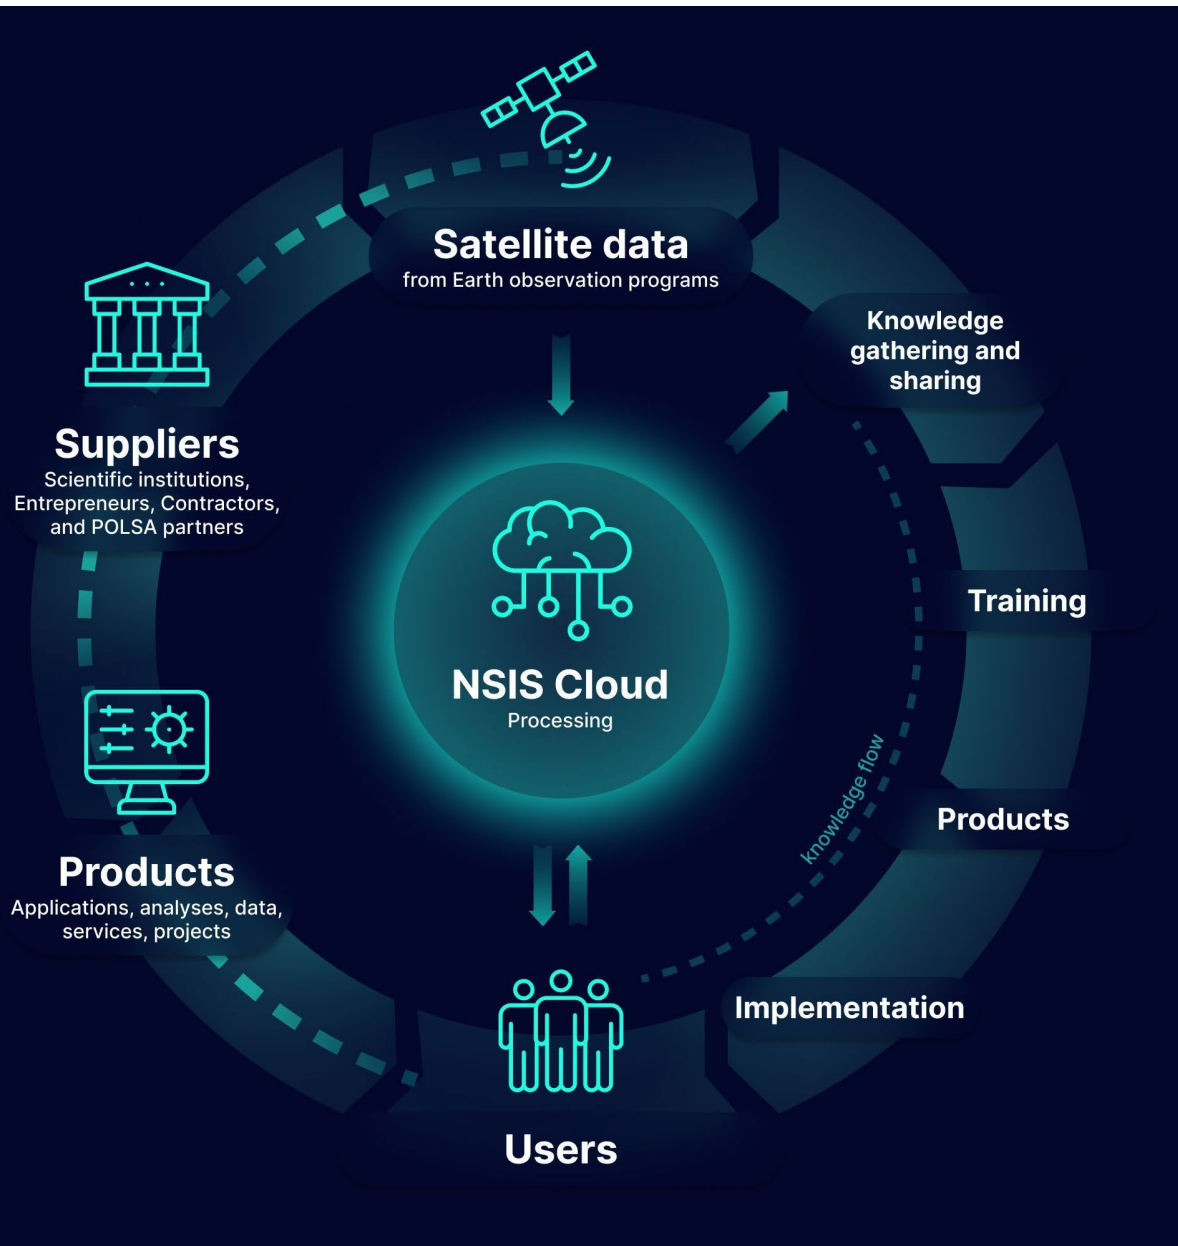 Satellite data
from Earth observation programs
Knowledge
gathering and
sharing
Suppliers
Scientific institutions,
Entrepreneurs, Contractors,
and POLSA partners
NSIS Cloud
Processing
Training
knowledge flow
Products
Products
Applications, analyses, data,
services, projects
Implementation
Users